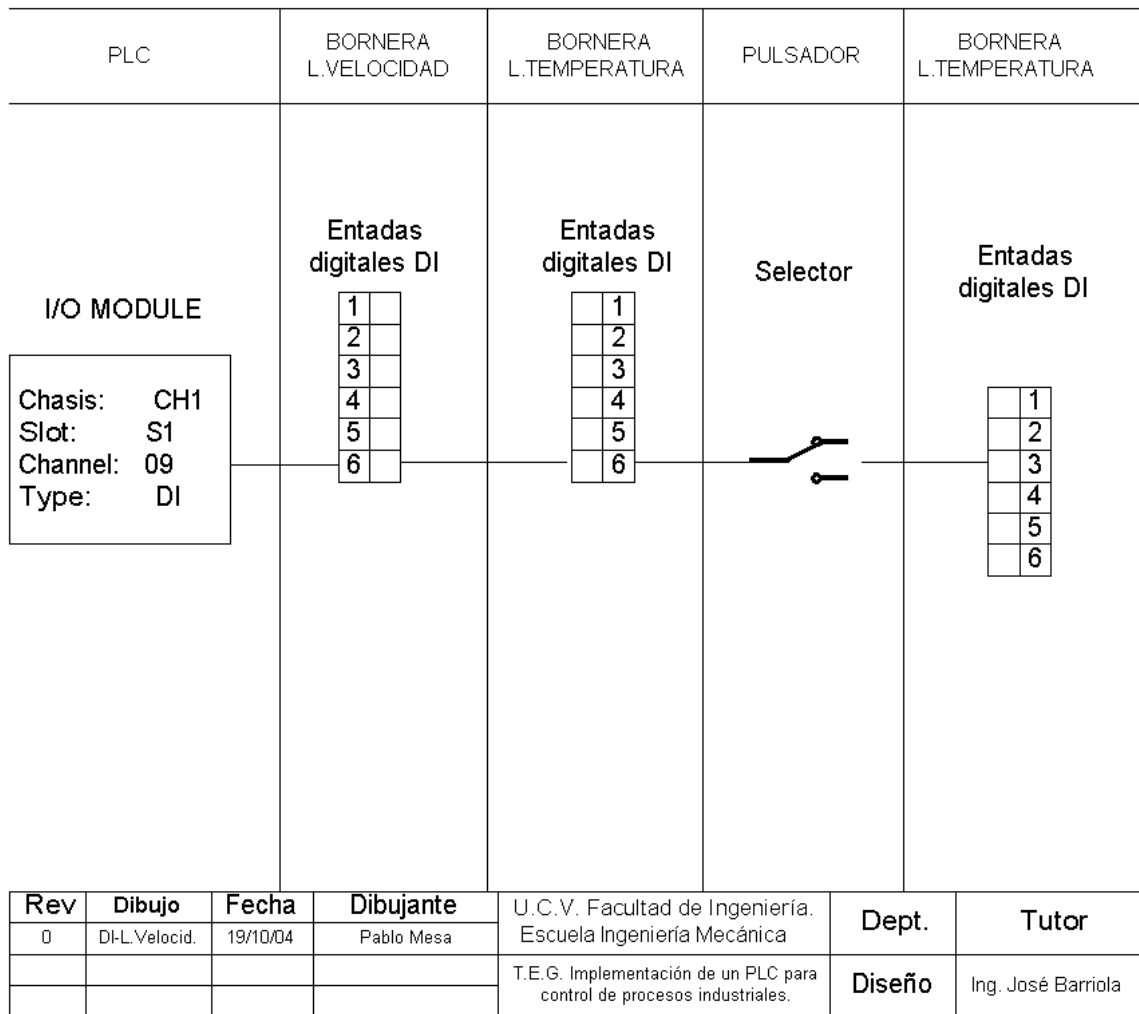 PLC
BORNERA
L.VELOCIDAD
BORNERA
L.TEMPERATURA
PULSADOR
BORNERA
L.TEMPERATURA
I/O MODULE
Chasis: CH1
Slot: S1
Channel: 09
Type: DI
Entadas
digitales DI
1
2
3
4
5
6
Entadas
digitales DI
1
2
3
4
5
6
Selector
Entadas
digitales DI
1
2
3
4
5
6
Rev Dibujo Fecha Dibujante
0 DI-L.Velocid. 19/10/04 Pablo Mesa
U.C.V. Facultad de Ingeniería.
Escuela Ingeniería Mecánica
T.E.G. Implementación de un PLC para
control de procesos industriales.
Dept.
Diseño
Tutor
Ing. José Barriola